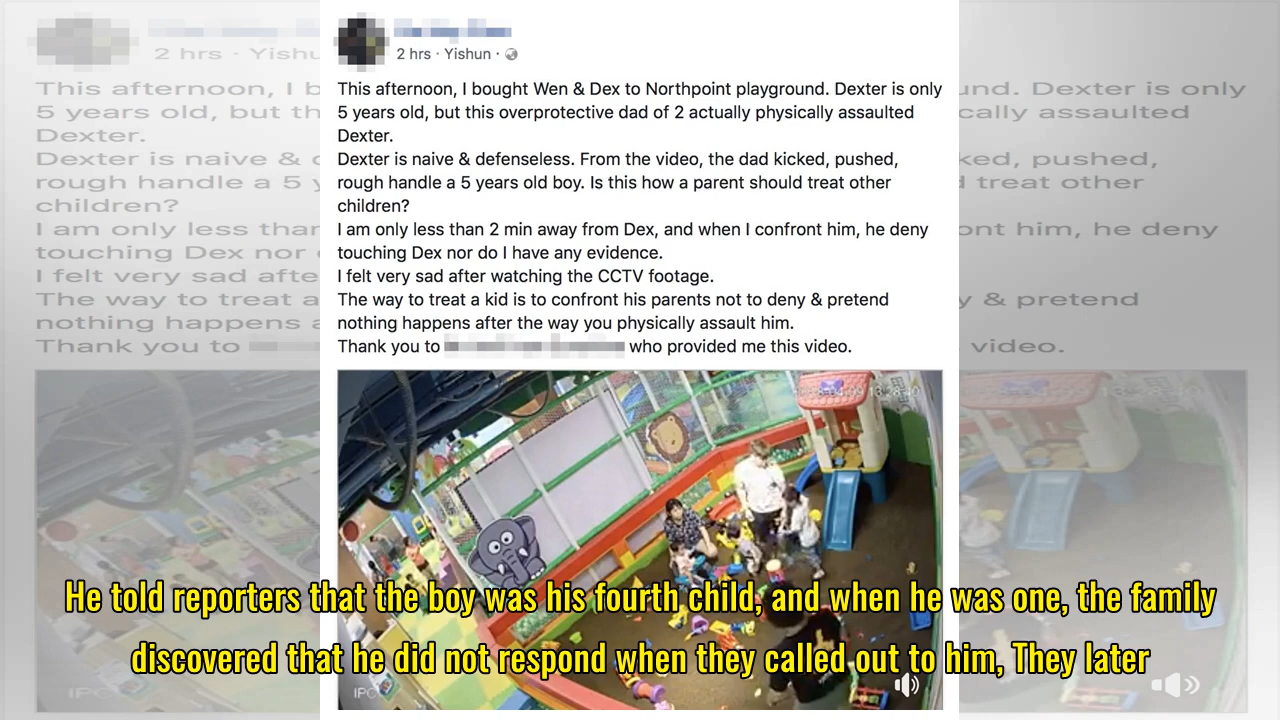 2 hrs · Yishun ·
This afternoon, I bought Wen & Dex to Northpoint playground. Dexter is only
5 years old, but this overprotective dad of 2 actually physically assaulted
Dexter.
Dexter is naive & defenseless. From the video, the dad kicked, pushed,
rough handle a 5 years old boy. Is this how a parent should treat other
children?
I am only less than 2 min away from Dex, and when I confront him, he deny
touching Dex nor do I have any evidence.
I felt very sad after watching the CCTV footage.
The way to treat a kid is to confront his parents not to deny & pretend
nothing happens after the way you physically assault him.
Thank you to who provided me this video.
IPC
He told reporters that the boy was his fourth child, and when he was one, the family
discovered that he did not respond when they called out to him, They later